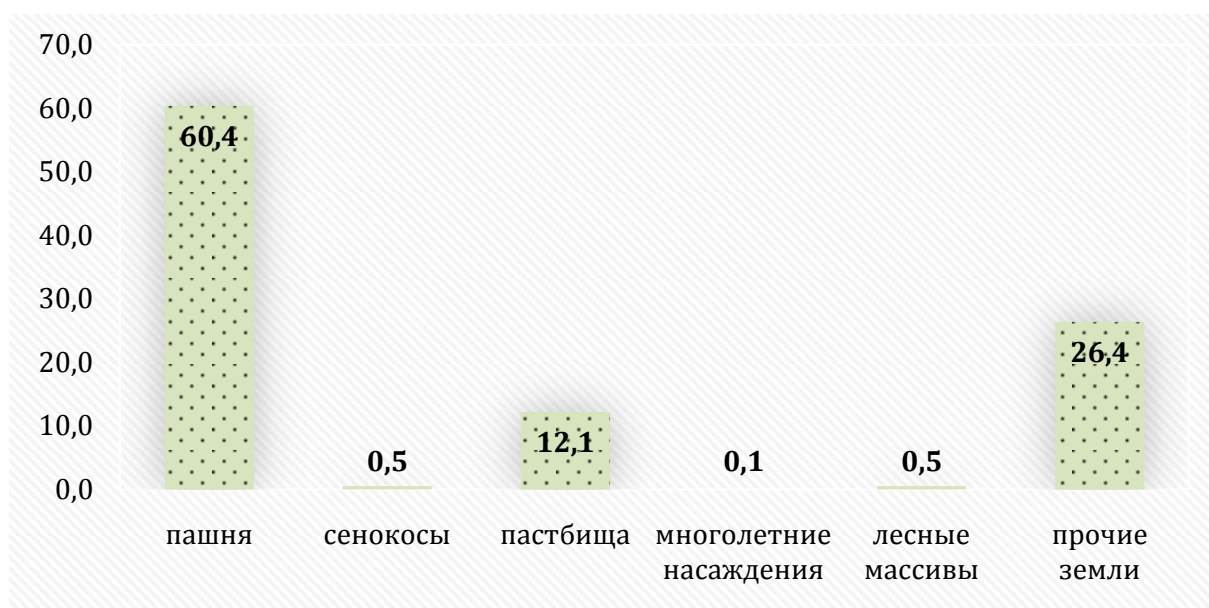 70,0
60,0
50,0
40,0
30,0
20,0
10,0
0,0
60,4
0,5
12,1
0,1
0,5
26,4
пашня
сенокосы
пастбища
многолетние
насаждения
лесные
массивы
прочие
земли